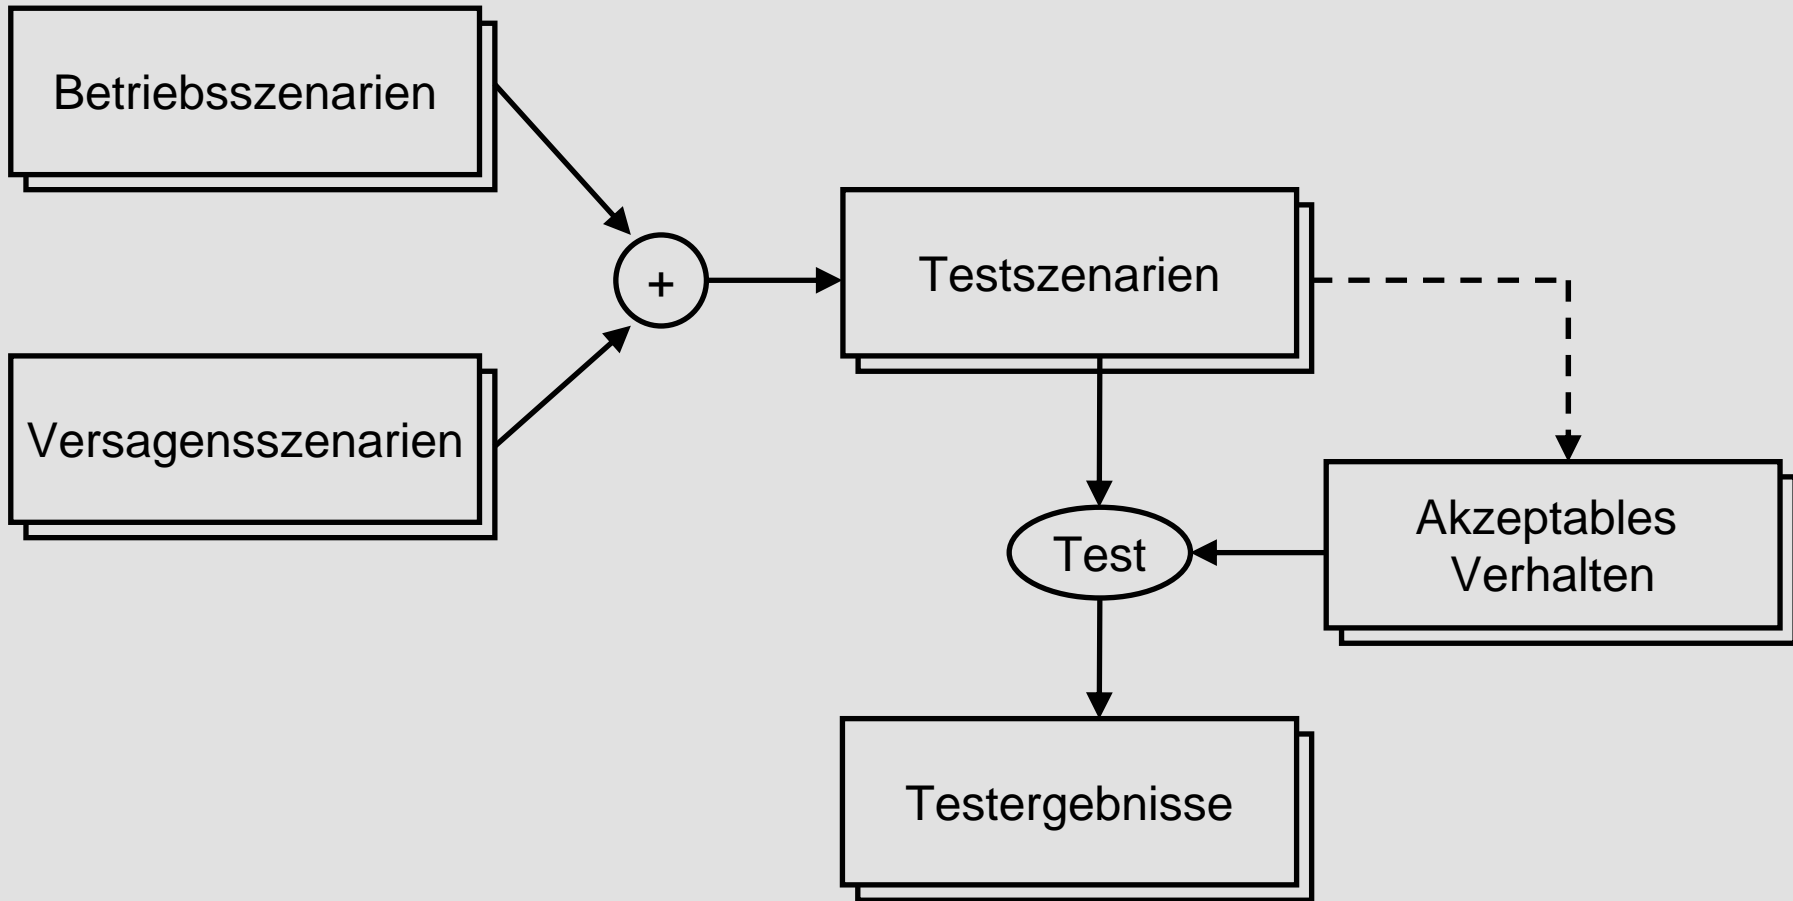 Betriebsszenarien
+
Testszenarien
Versagensszenarien
Akzeptables
Verhalten
Test
Testergebnisse